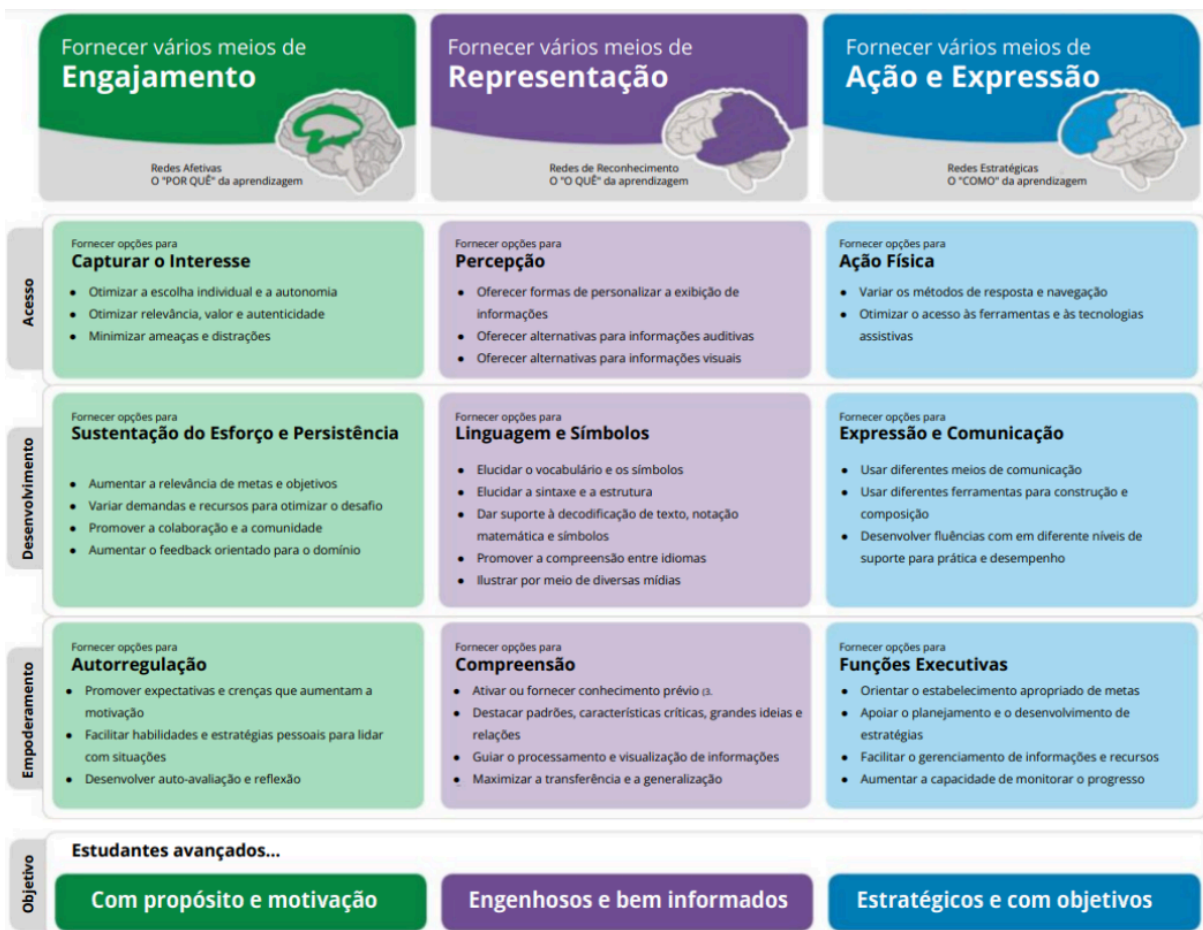 Fornecer vários meios de
Engajamento
Redes Afetivas
O "POR QUÊ" da aprendizagem
Fornecer vários meios de
Representação
Redes de Reconhecimento
O "O QUÊ" da aprendizagem
Fornecer vários meios de
Ação e Expressão
Redes Estratégicas
O "COMO" da aprendizagem
Acesso
Fornecer opções para
Capturar o Interesse
● Otimizar a escolha individual e a autonomia
● Otimizar relevância, valor e autenticidade
● Minimizar ameaças e distrações
Fornecer opções para
Percepção
● Oferecer formas de personalizar a exibição de
informações
● Oferecer alternativas para informações auditivas
● Oferecer alternativas para informações visuais
Fornecer opções para
Ação Física
● Variar os métodos de resposta e navegação
● Otimizar o acesso às ferramentas e às tecnologias
assistivas
Desenvolvimento
Fornecer opções para
Sustentação do Esforço e Persistência
● Aumentar a relevância de metas e objetivos
● Variar demandas e recursos para otimizar o desafio
● Promover a colaboração e a comunidade
● Aumentar o feedback orientado para o domínio
Fornecer opções para
Linguagem e Símbolos
● Elucidar o vocabulário e os símbolos
● Elucidar a sintaxe e a estrutura
● Dar suporte à decodificação de texto, notação
matemática e símbolos
● Promover a compreensão entre idiomas
● Ilustrar por meio de diversas mídias
Fornecer opções para
Expressão e Comunicação
● Usar diferentes meios de comunicação
● Usar diferentes ferramentas para construção e
composição
● Desenvolver fluências com em diferente níveis de
suporte para prática e desempenho
Empoderamento
Fornecer opções para
Autorregulação
● Promover expectativas e crenças que aumentam a
motivação
● Facilitar habilidades e estratégias pessoais para lidar
com situações
● Desenvolver auto-avaliação e reflexão
Fornecer opções para
Compreensão
● Ativar ou fornecer conhecimento prévio (3.
● Destacar padrões, características críticas, grandes ideias e
relações
● Guiar o processamento e visualização de informações
● Maximizar a transferência e a generalização
Fornecer opções para
Funções Executivas
● Orientar o estabelecimento apropriado de metas
● Apoiar o planejamento e o desenvolvimento de
estratégias
● Facilitar o gerenciamento de informações e recursos
● Aumentar a capacidade de monitorar o progresso
Objetivo
Estudantes avançados...
Com propósito e motivação
Engenhosos e bem informados
Estratégicos e com objetivos